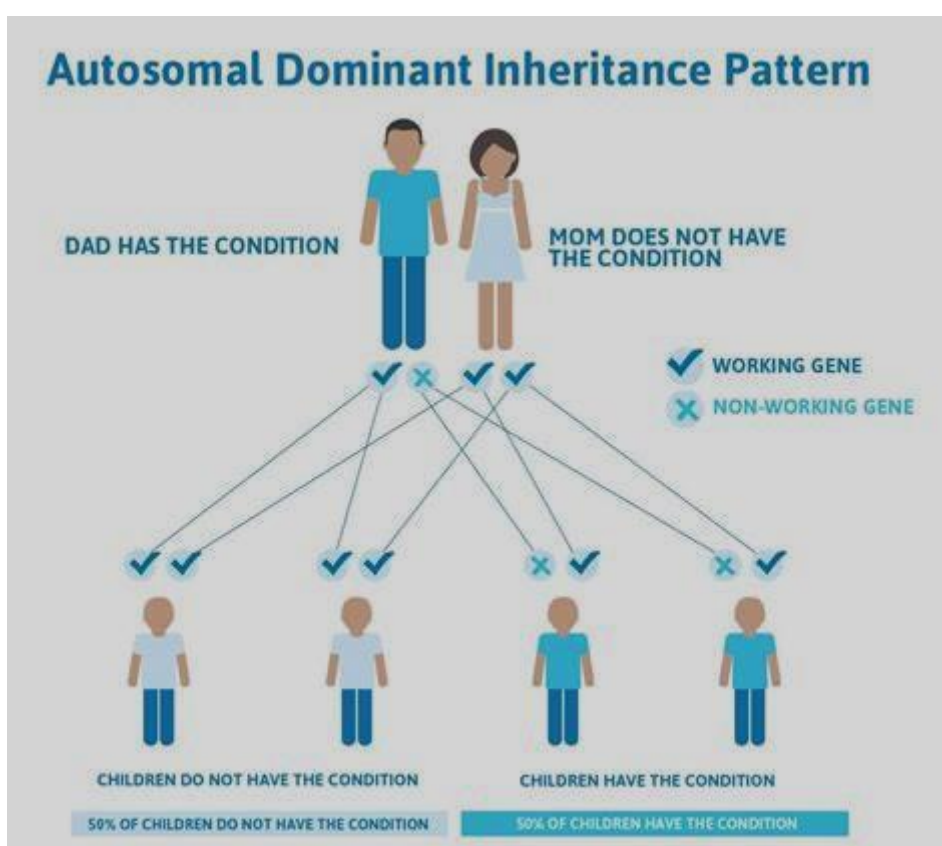 Autosomal Dominant Inheritance Pattern
DAD HAS THE CONDITION
MOM DOES NOT HAVE
THE CONDITION
WORKING GENE
NON-WORKING GENE
CHILDREN DO NOT HAVE THE CONDITION
CHILDREN HAVE THE CONDITION
50% OF CHILDREN DO NOT HAVE THE CONDITION
50% OF CHILDREN HAVE THE CONDITION